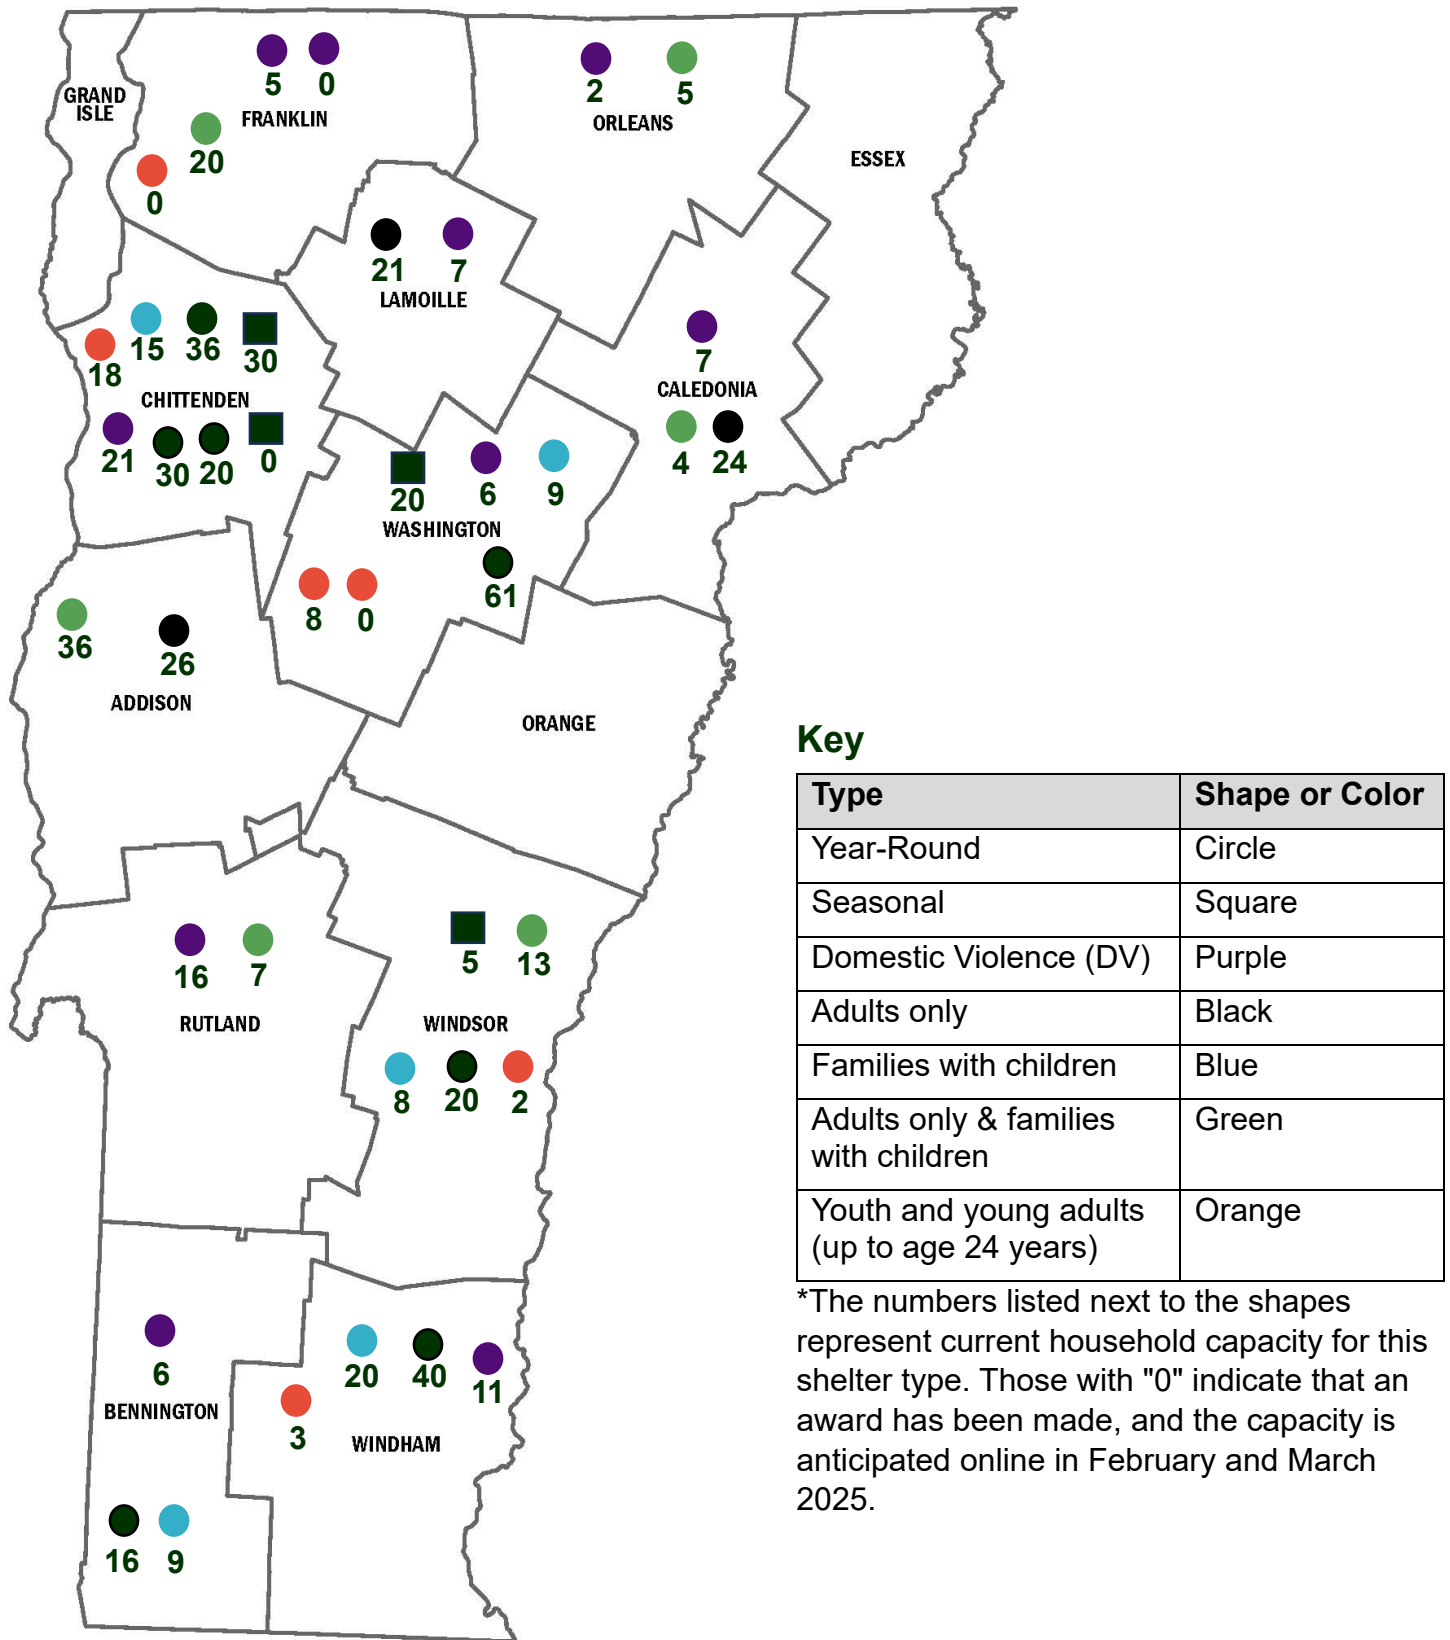 5 0
2 5
GRAND
ISLE
FRANKLIN
ORLEANS
20
ESSEX
0
21 7
LAMOILLE
15 36 30
18
7
CHITTENDEN
CALEDONIA
21 30 20 0
4 24
20 6 9
WASHINGTON
8 0
61
36 26
ADDISON
ORANGE
16 7
5 13
RUTLAND
WINDSOR
8 20 2
6
20 40 11
BENNINGTON
3
WINDHAM
16 9
Key
Type Shape or Color
Year-Round Circle
Seasonal Square
Domestic Violence (DV) Purple
Adults only Black
Families with children Blue
Adults only & families Green
with children
Youth and young adults Orange
(up to age 24 years)
*The numbers listed next to the shapes
represent current household capacity for this
shelter type. Those with "0" indicate that an
award has been made, and the capacity is
anticipated online in February and March
2025.